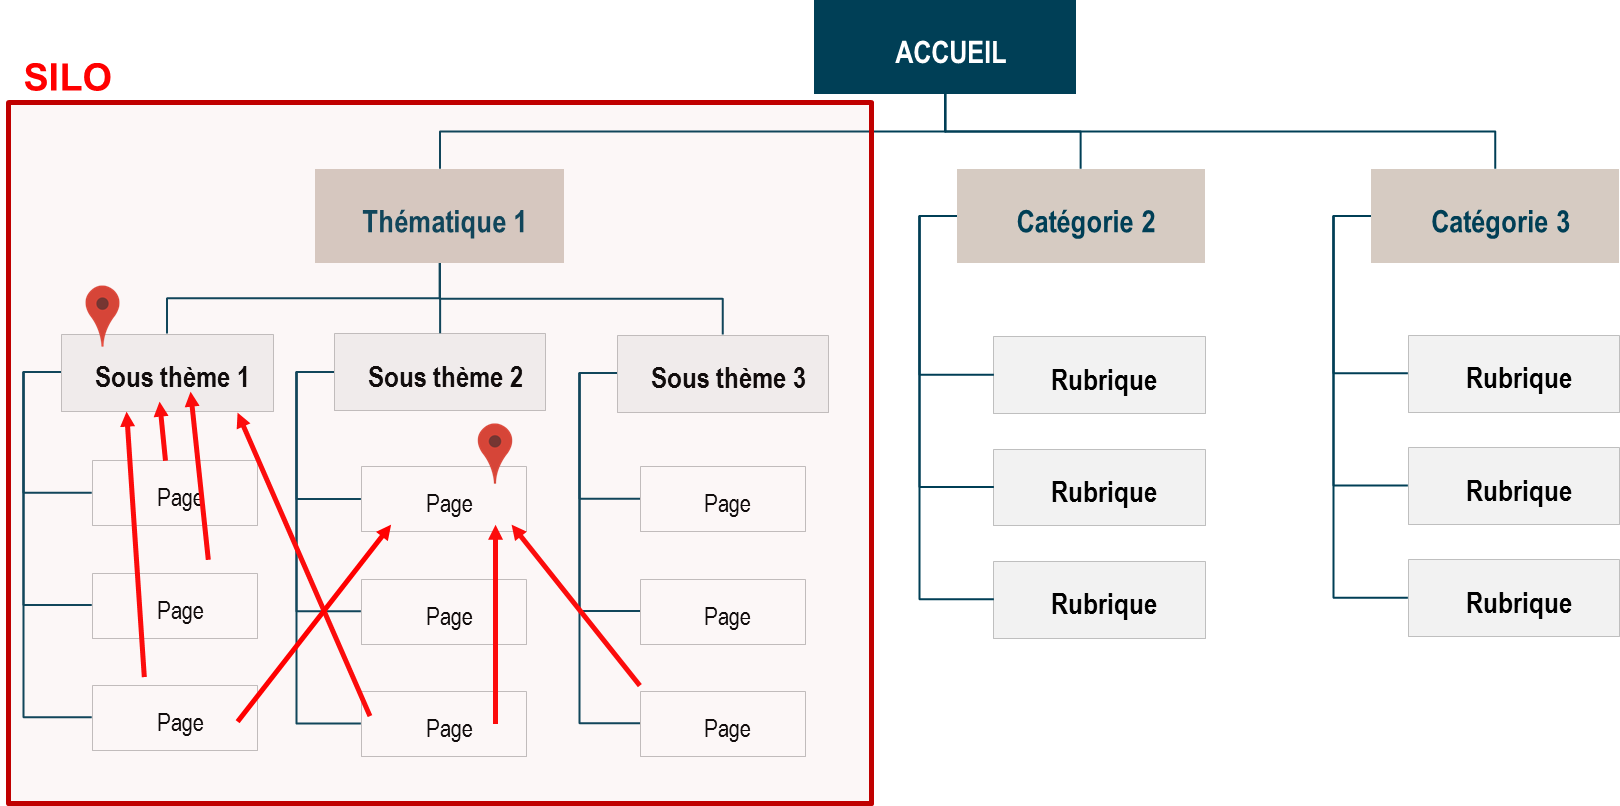 ACCUEIL
SILO
Thématique 1
Catégorie 2
Catégorie 3
Sous thème 1
Sous thème 2
Sous thème 3
Rubrique
Rubrique
Page
Page
Page
Rubrique
Rubrique
Page
Page
Page
Rubrique
Rubrique
Page
Page
Page